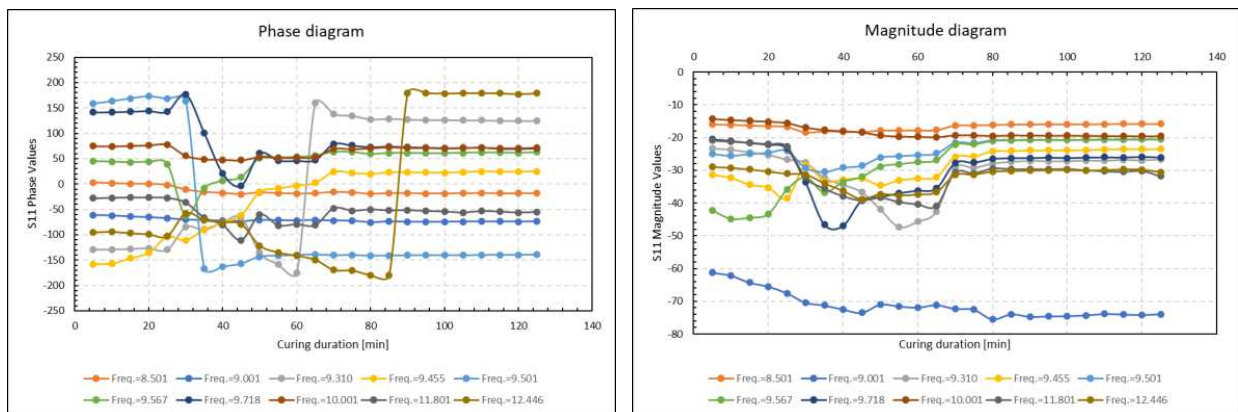 Phase diagram
250
200
150
100
50
0
-50
-100
-150
-200
-250
S11 Phase Values
0 20 40 60 80 100 120 140
Curing duration [min]
Freq.=8.501 Freq.=9.001 Freq.=9.310 Freq.=9.455 Freq.=9.501
Freq.=9.567 Freq.=9.718 Freq.=10.001 Freq.=11.801 Freq.=12.446
Magnitude diagram
0 20 40 60 80 100 120 140
0
-10
-20
-30
-40
-50
-60
-70
-80
S11 Magnitude Values
Curing duration [min]
Freq.=8.501 Freq.=9.001 Freq.=9.310 Freq.=9.455 Freq.=9.501
Freq.=9.567 Freq.=9.718 Freq.=10.001 Freq.=11.801 Freq.=12.446